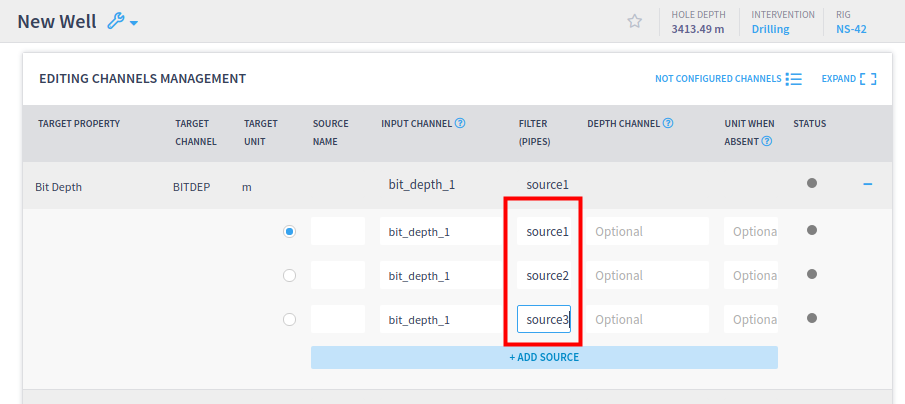 New Well
HOLE DEPTH
3413.49 m
INTERVENTION
Drilling
RIG
NS-42
EDITING CHANNELS MANAGEMENT
NOT CONFIGURED CHANNELS
EXPAND
TARGET PROPERTY
TARGET CHANNEL
TARGET UNIT
SOURCE NAME
INPUT CHANNEL ?
FILTER (PIPES)
DEPTH CHANNEL ?
UNIT WHEN ABSENT ?
STATUS
Bit Depth BITDEP m bit_depth_1 source1
bit_depth_1 source1 Optional Optiona
bit_depth_1 source2 Optional Optiona
bit_depth_1 source3 Optional Optiona
+ ADD SOURCE